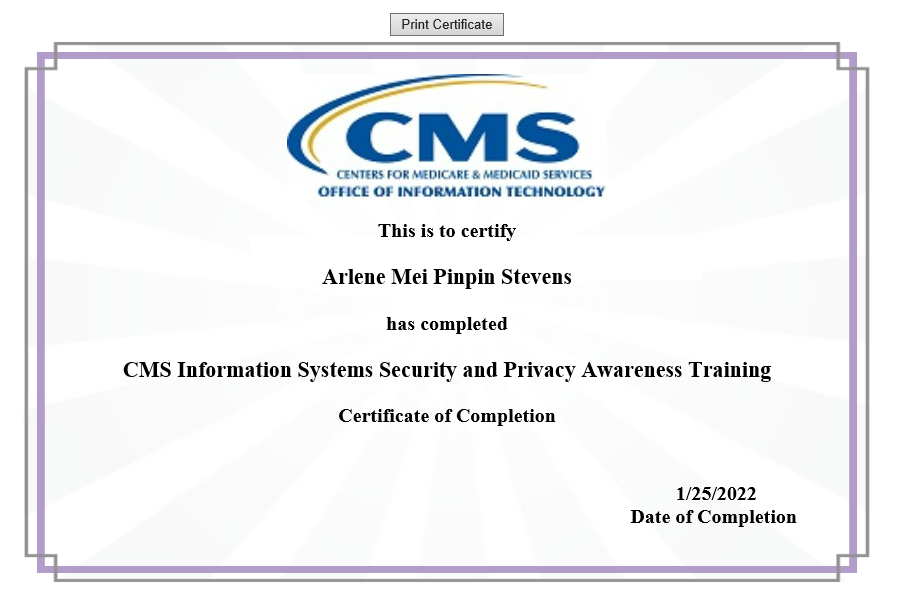 Print Certificate
CMS
CENTERS FOR MEDICARE & MEDICAID SERVICES
OFFICE OF INFORMATION TECHNOLOGY
This is to certify
Arlene Mei Pinpin Stevens
has completed
CMS Information Systems Security and Privacy Awareness Training
Certificate of Completion
1/25/2022
Date of Completion